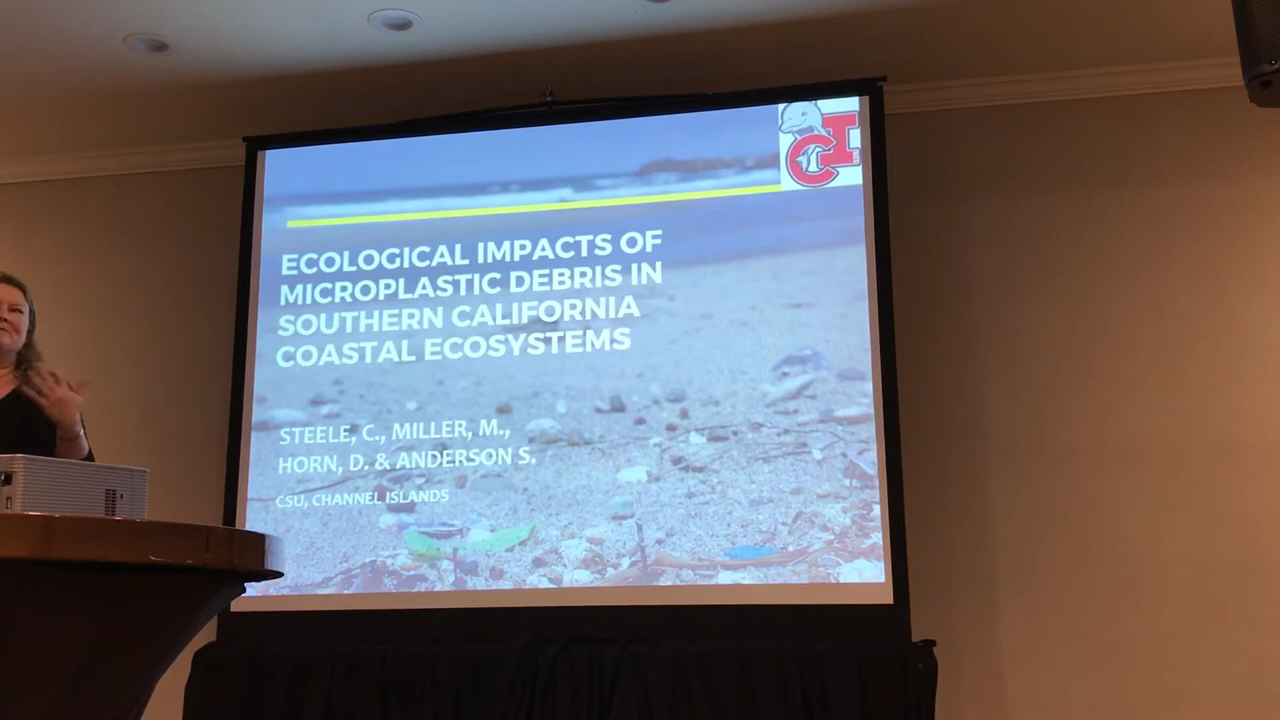 CI
ECOLOGICAL IMPACTS OF
MICROPLASTIC DEBRIS IN
SOUTHERN CALIFORNIA
COASTAL ECOSYSTEMS
STEELE, C., MILLER, M.,
HORN, D. & ANDERSON S.
CSU, CHANNEL ISLANDS